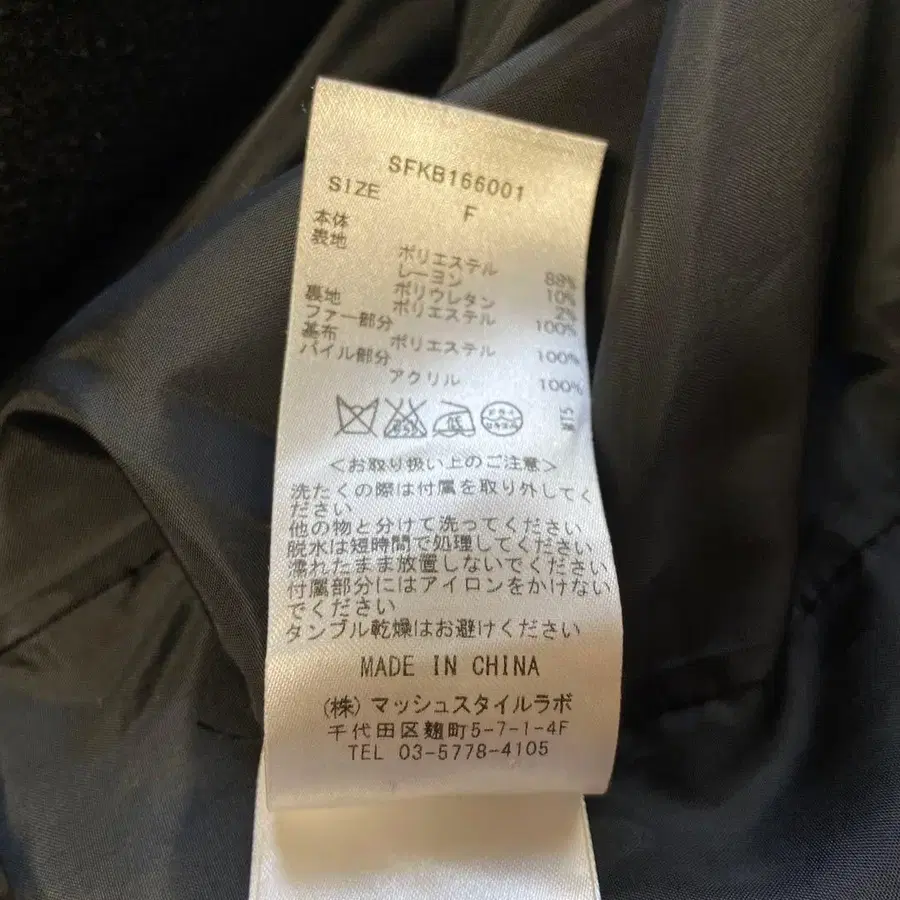 SFKB166001
SIZE F
本体
表地
ポリエステル 88%
レーヨン 10%
ポリウレタン 2%
裏地 ポリエステル 100%
ファー部分
基布 ポリエステル 100%
パイル部分
アクリル 100%
<お取り扱い上のご注意>
洗たくの際は付属を取り外してく
ださい
他の物と分けて洗ってください
脱水は短時間で処理してください
濡れたまま放置しないでください
付属部分にはアイロンをかけない
でください
タンブル乾燥はお避けください
MADE IN CHINA
(株) マッシュスタイルラボ
千代田区麹町5-7-1-4F
TEL 03-5778-4105